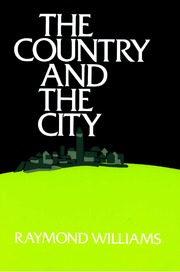 THE
COUNTRY
AND
THE
CITY
RAYMOND WILLIAMS